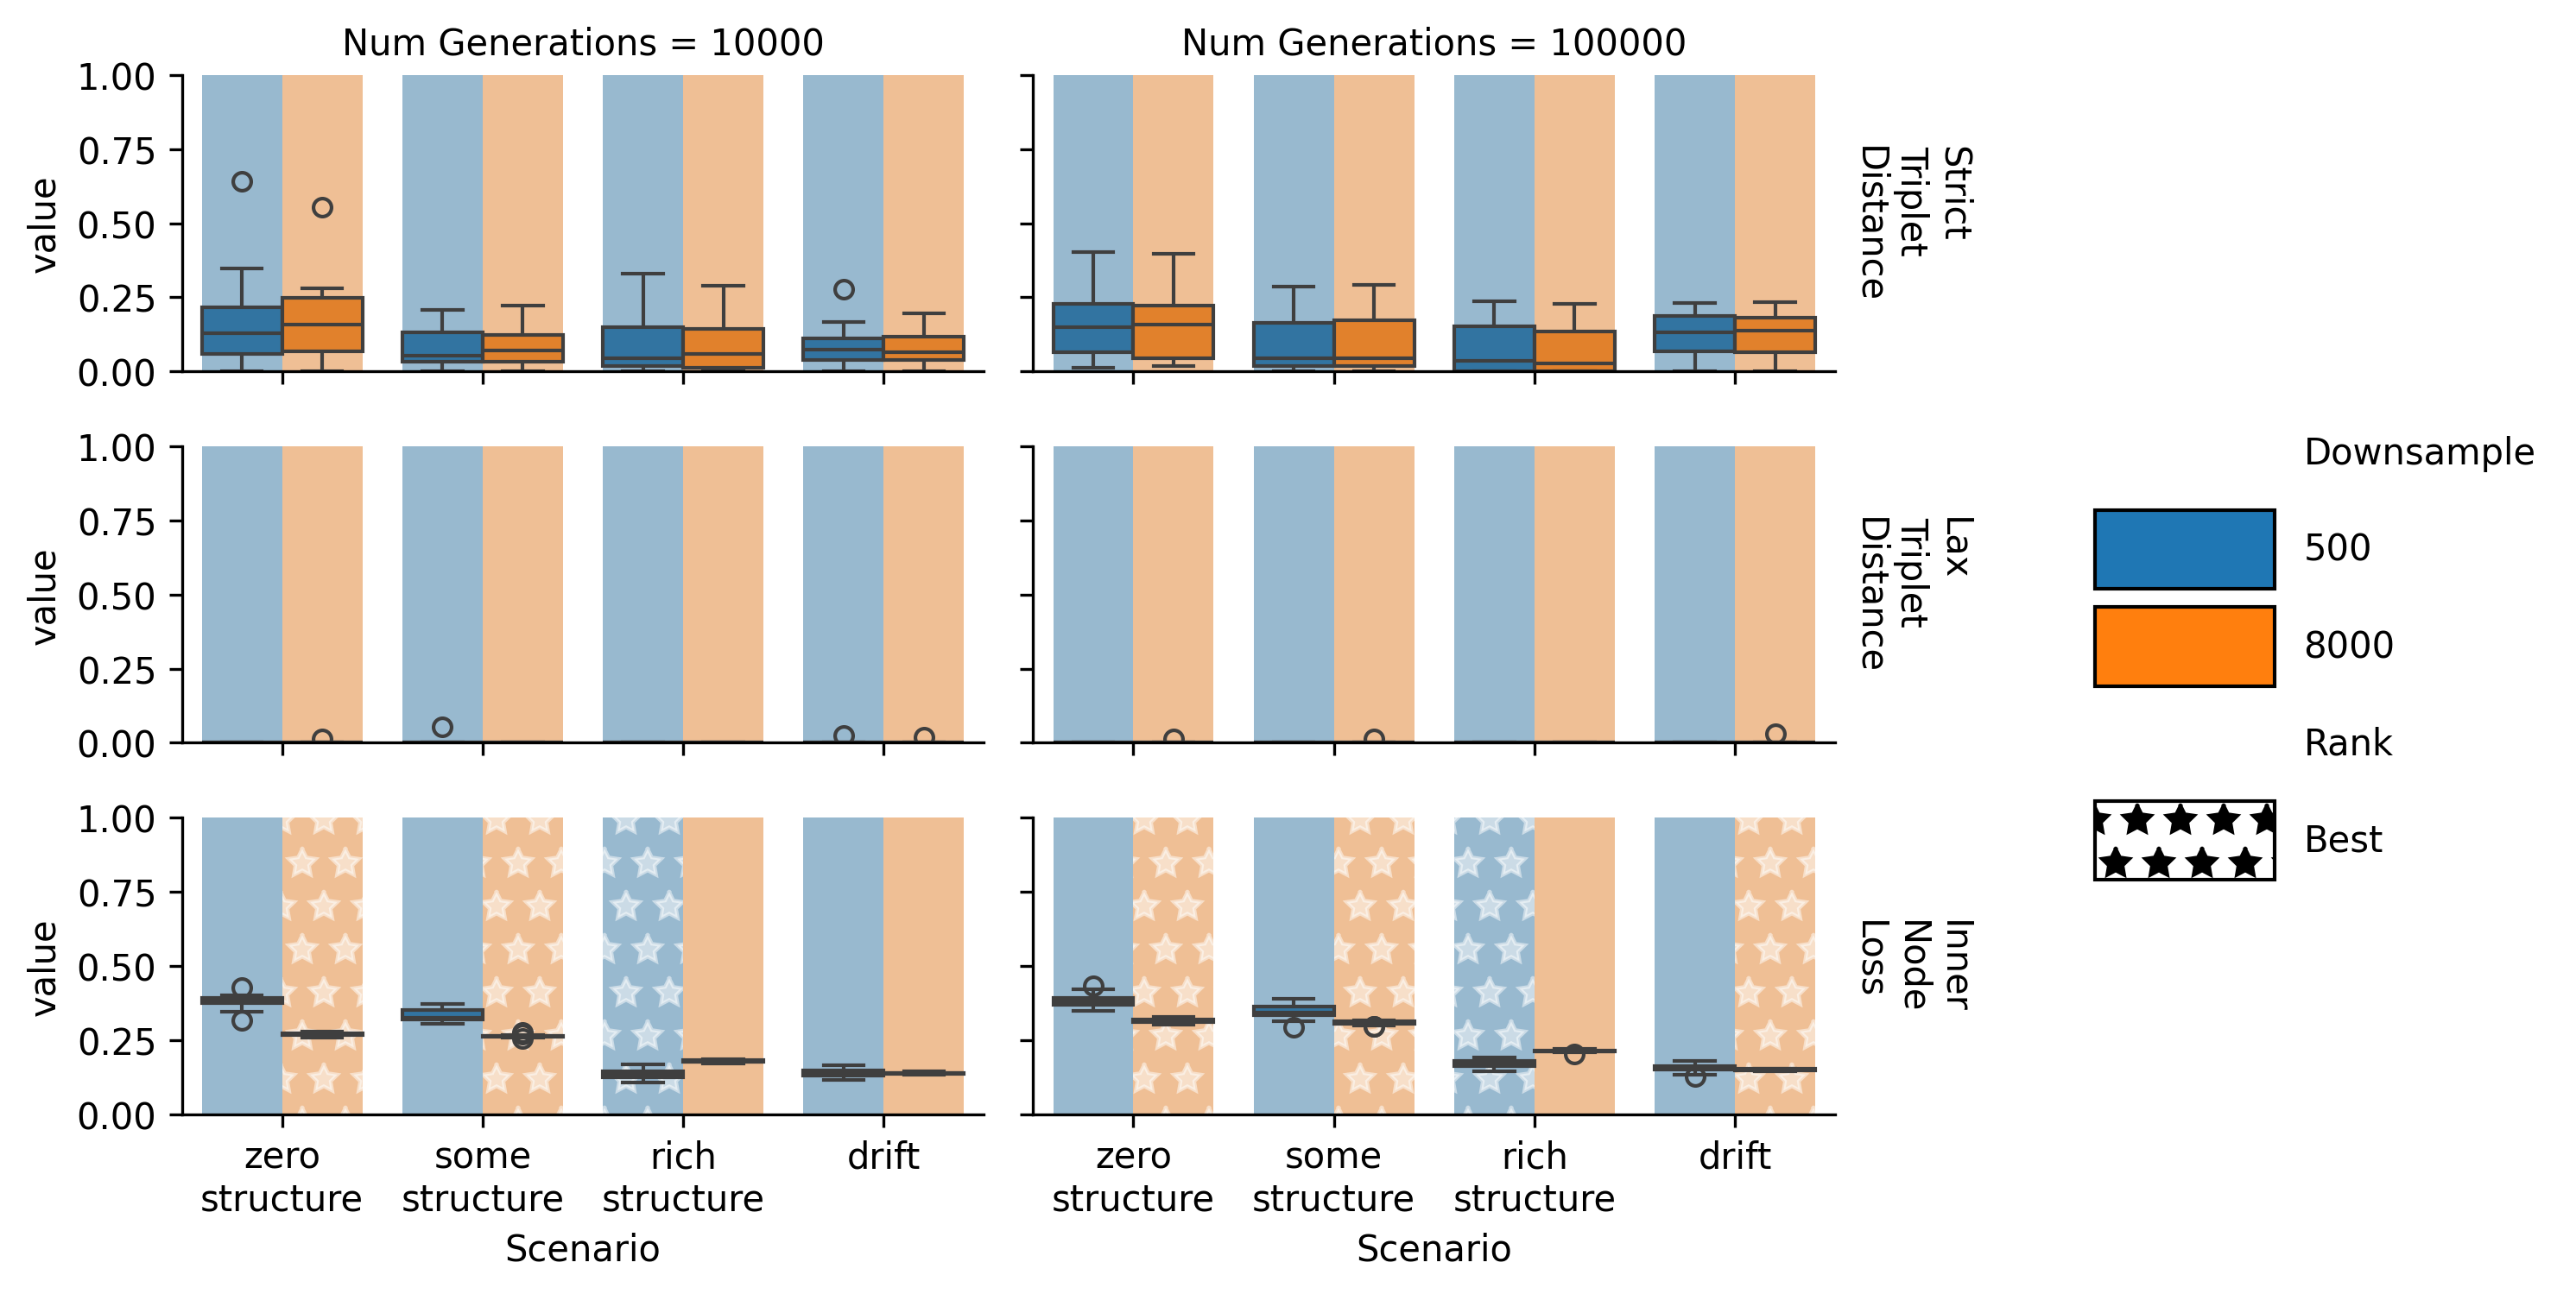 Num Generations = 10000
Num Generations = 100000
1.00
0.75
0.50
0.25
0.00
value
Strict
Triplet
Distance
1.00
0.75
0.50
0.25
0.00
value
Lax
Triplet
Distance
1.00
0.75
0.50
0.25
0.00
value
Inner
Node
Loss
zero
structure
some
structure
rich
structure
drift
Scenario
zero
structure
some
structure
rich
structure
drift
Scenario
Downsample
500
8000
Rank
Best